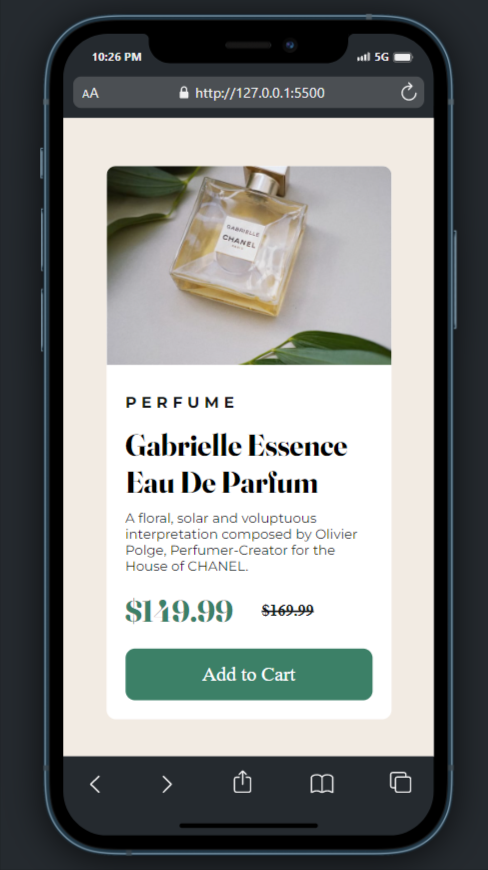 10:26 PM
5G
AA
http://127.0.0.1:5500
GABRIELLE
CHANEL
PERFUME
Gabrielle Essence
Eau De Parfum
A floral, solar and voluptuous
interpretation composed by Olivier
Polge, Perfumer-Creator for the
House of CHANEL.
$149.99 $169.99
Add to Cart